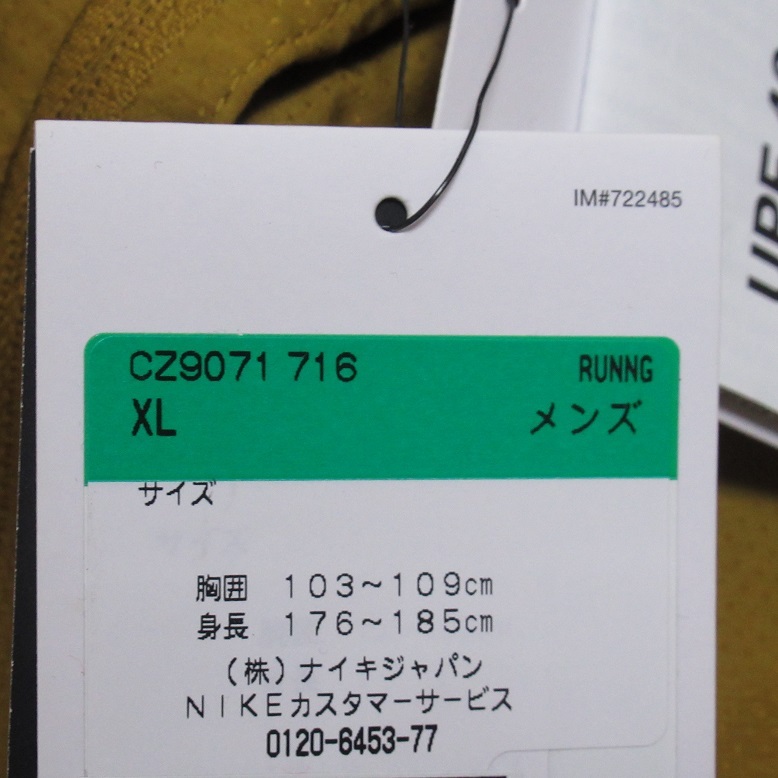 IM#722485
CZ9071 716 RUNNG
XL メンズ
サイズ
胸囲 103~109cm
身長 176~185cm
(株)ナイキジャパン
NIKEカスタマーサービス
0120-6453-77